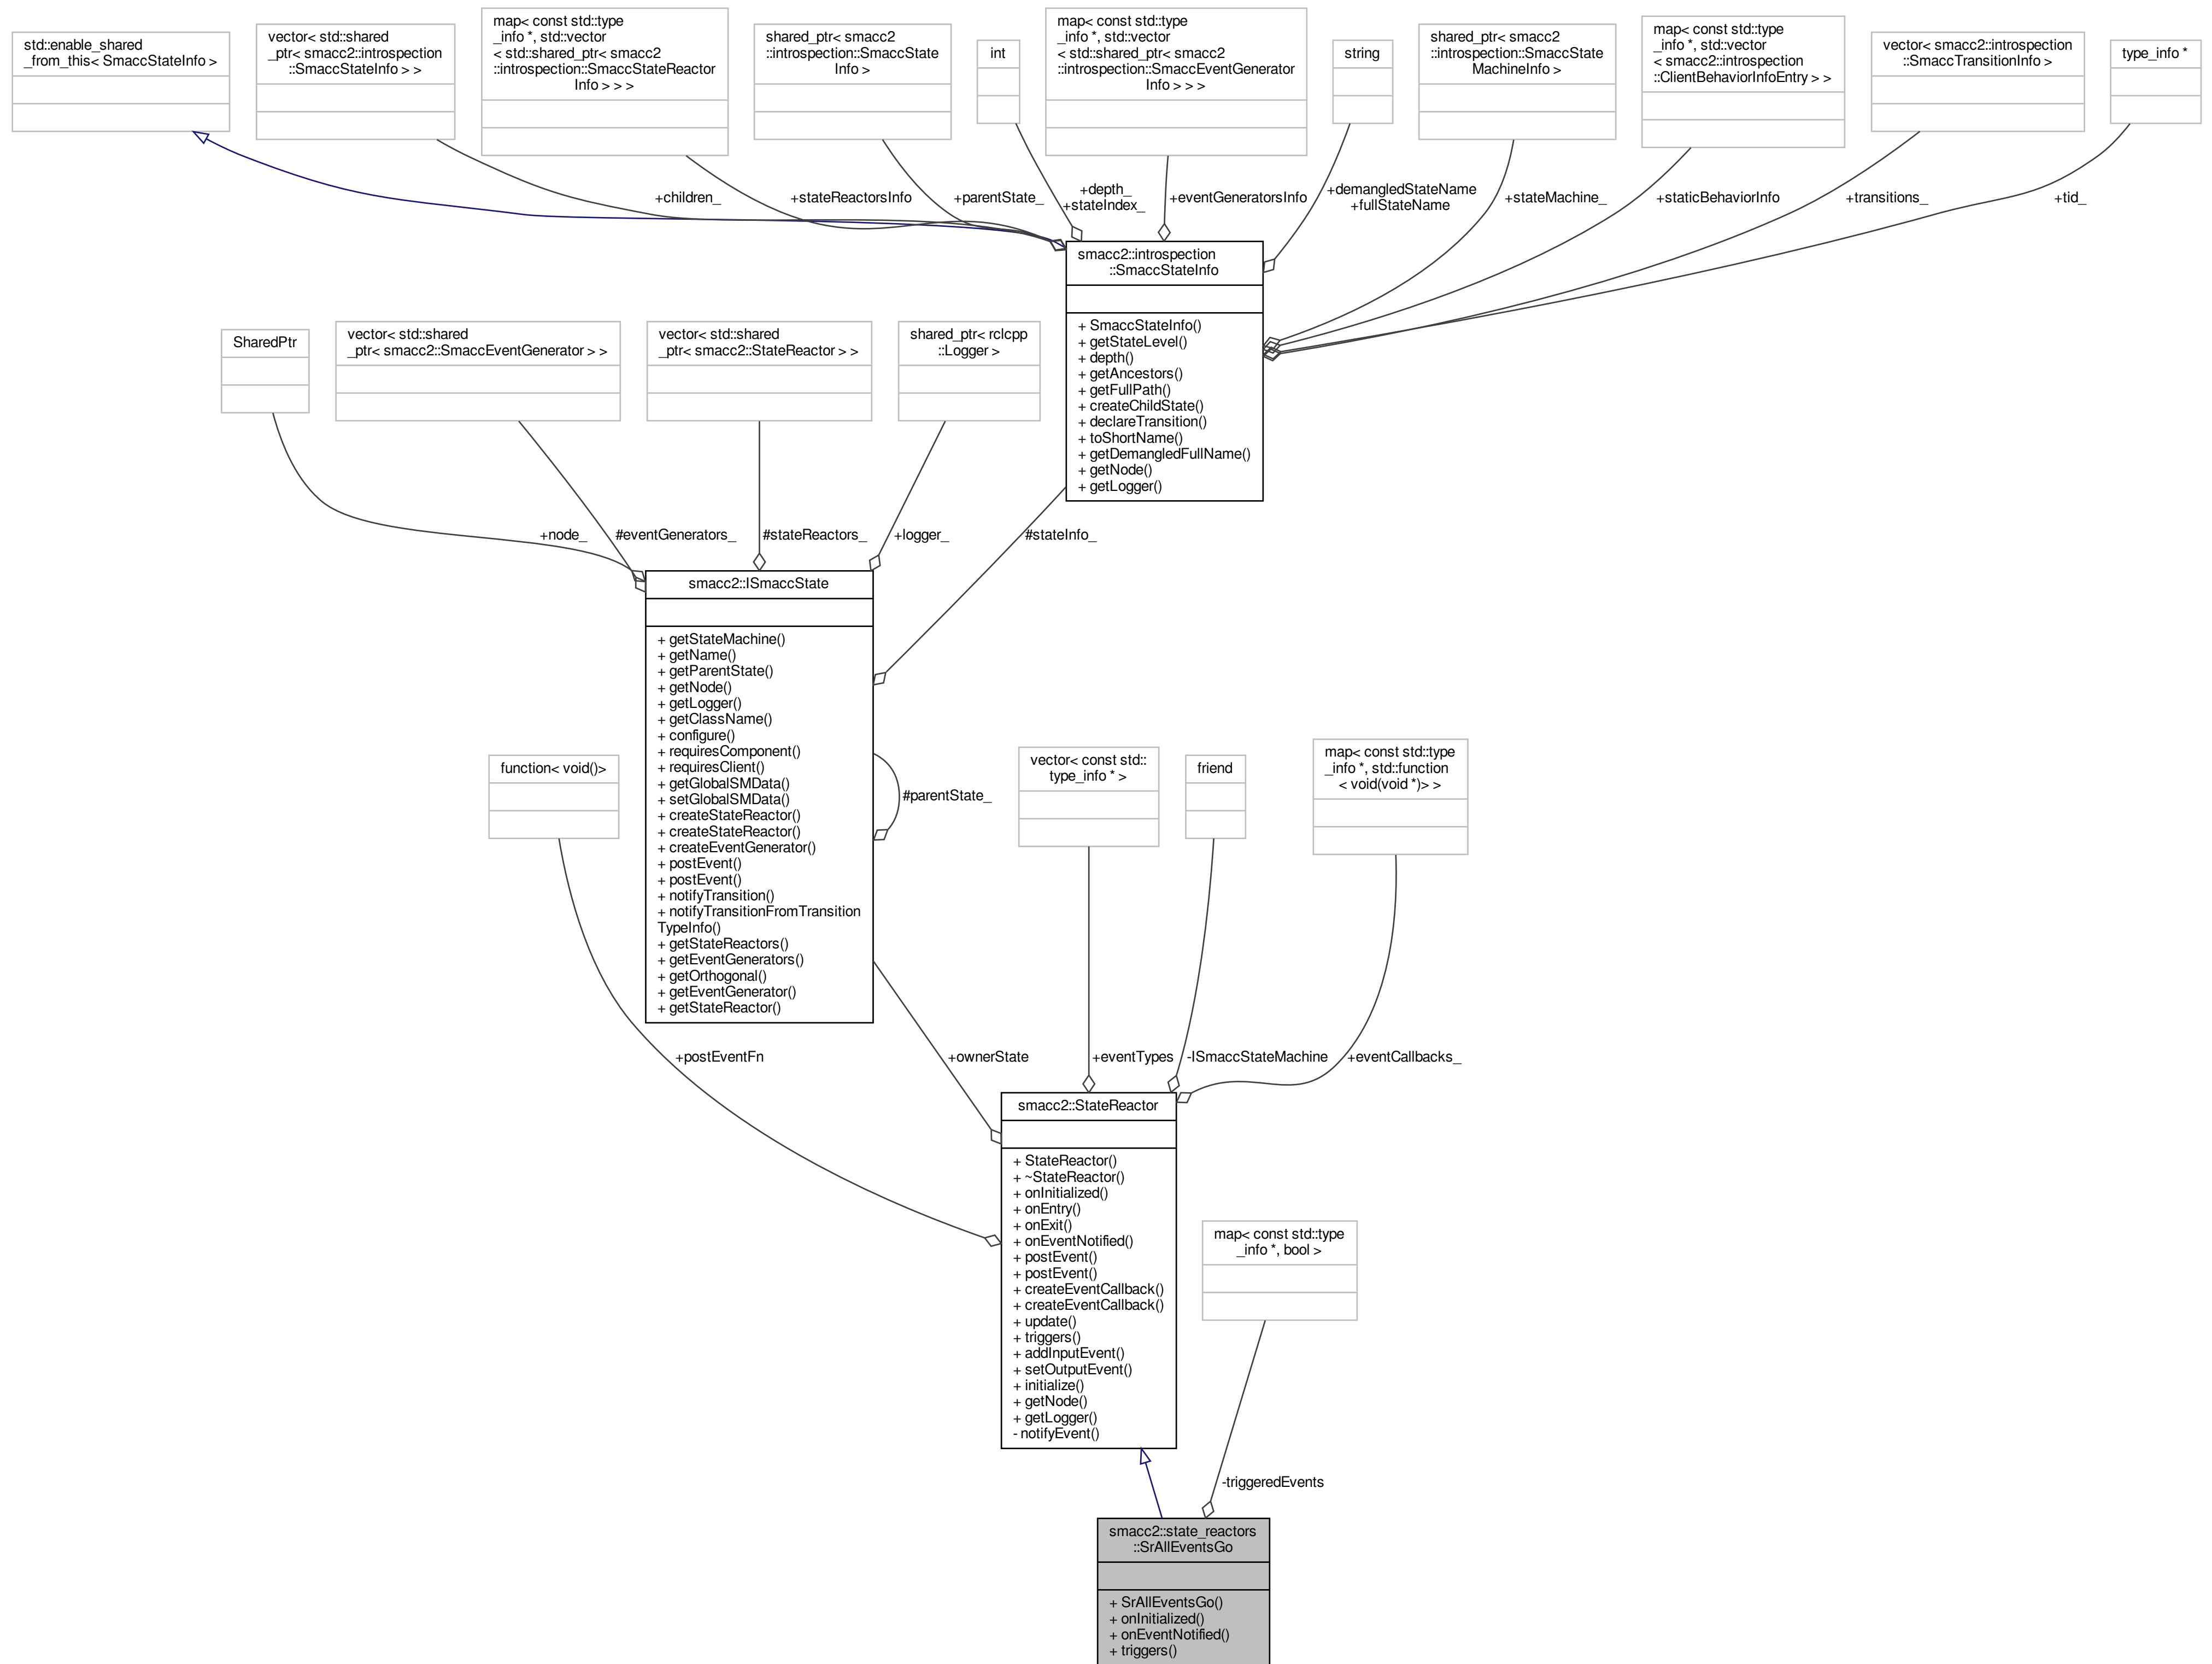 std::enable_shared
_from_this< SmaccStateInfo >
vector< std::shared
_ptr< smacc2::introspection
::SmaccStateInfo > >
map< const std::type
_info *, std::vector
< std::shared_ptr< smacc2
::introspection::SmaccStateReactor
Info > > >
shared_ptr< smacc2
::introspection::SmaccState
Info >
int
map< const std::type
_info *, std::vector
< std::shared_ptr< smacc2
::introspection::SmaccEventGenerator
Info > > >
string
shared_ptr< smacc2
::introspection::SmaccState
MachineInfo >
map< const std::type
_info *, std::vector
< smacc2::introspection
::ClientBehaviorInfoEntry > >
vector< smacc2::introspection
::SmaccTransitionInfo >
type_info *
+children_
+stateReactorsInfo
+parentState_
+depth_
+stateIndex_
+eventGeneratorsInfo
+demangledStateName
+fullStateName
+stateMachine_
+staticBehaviorInfo
+transitions_
+tid_
smacc2::introspection
::SmaccStateInfo
+ SmaccStateInfo()
+ getStateLevel()
+ depth()
+ getAncestors()
+ getFullPath()
+ createChildState()
+ declareTransition()
+ toShortName()
+ getDemangledFullName()
+ getNode()
+ getLogger()
SharedPtr
vector< std::shared
_ptr< smacc2::SmaccEventGenerator > >
vector< std::shared
_ptr< smacc2::StateReactor > >
shared_ptr< rclcpp
::Logger >
+node_
#eventGenerators_
#stateReactors_
+logger_
#stateInfo_
smacc2::ISmaccState
+ getStateMachine()
+ getName()
+ getParentState()
+ getNode()
+ getLogger()
+ getClassName()
+ configure()
+ requiresComponent()
+ requiresClient()
+ getGlobalSMData()
+ setGlobalSMData()
+ createStateReactor()
+ createStateReactor()
+ createEventGenerator()
+ postEvent()
+ postEvent()
+ notifyTransition()
+ notifyTransitionFromTransition
TypeInfo()
+ getStateReactors()
+ getEventGenerators()
+ getOrthogonal()
+ getEventGenerator()
+ getStateReactor()
#parentState_
function< void()>
vector< const std::
type_info * >
friend
map< const std::type
_info *, std::function
< void(void *)> >
+postEventFn
+ownerState
+eventTypes
-ISmaccStateMachine
+eventCallbacks_
smacc2::StateReactor
+ StateReactor()
+ ~StateReactor()
+ onInitialized()
+ onEntry()
+ onExit()
+ onEventNotified()
+ postEvent()
+ postEvent()
+ createEventCallback()
+ createEventCallback()
+ update()
+ triggers()
+ addInputEvent()
+ setOutputEvent()
+ initialize()
+ getNode()
+ getLogger()
- notifyEvent()
map< const std::type
_info *, bool >
-triggeredEvents
smacc2::state_reactors
::SrAllEventsGo
+ SrAllEventsGo()
+ onInitialized()
+ onEventNotified()
+ triggers()